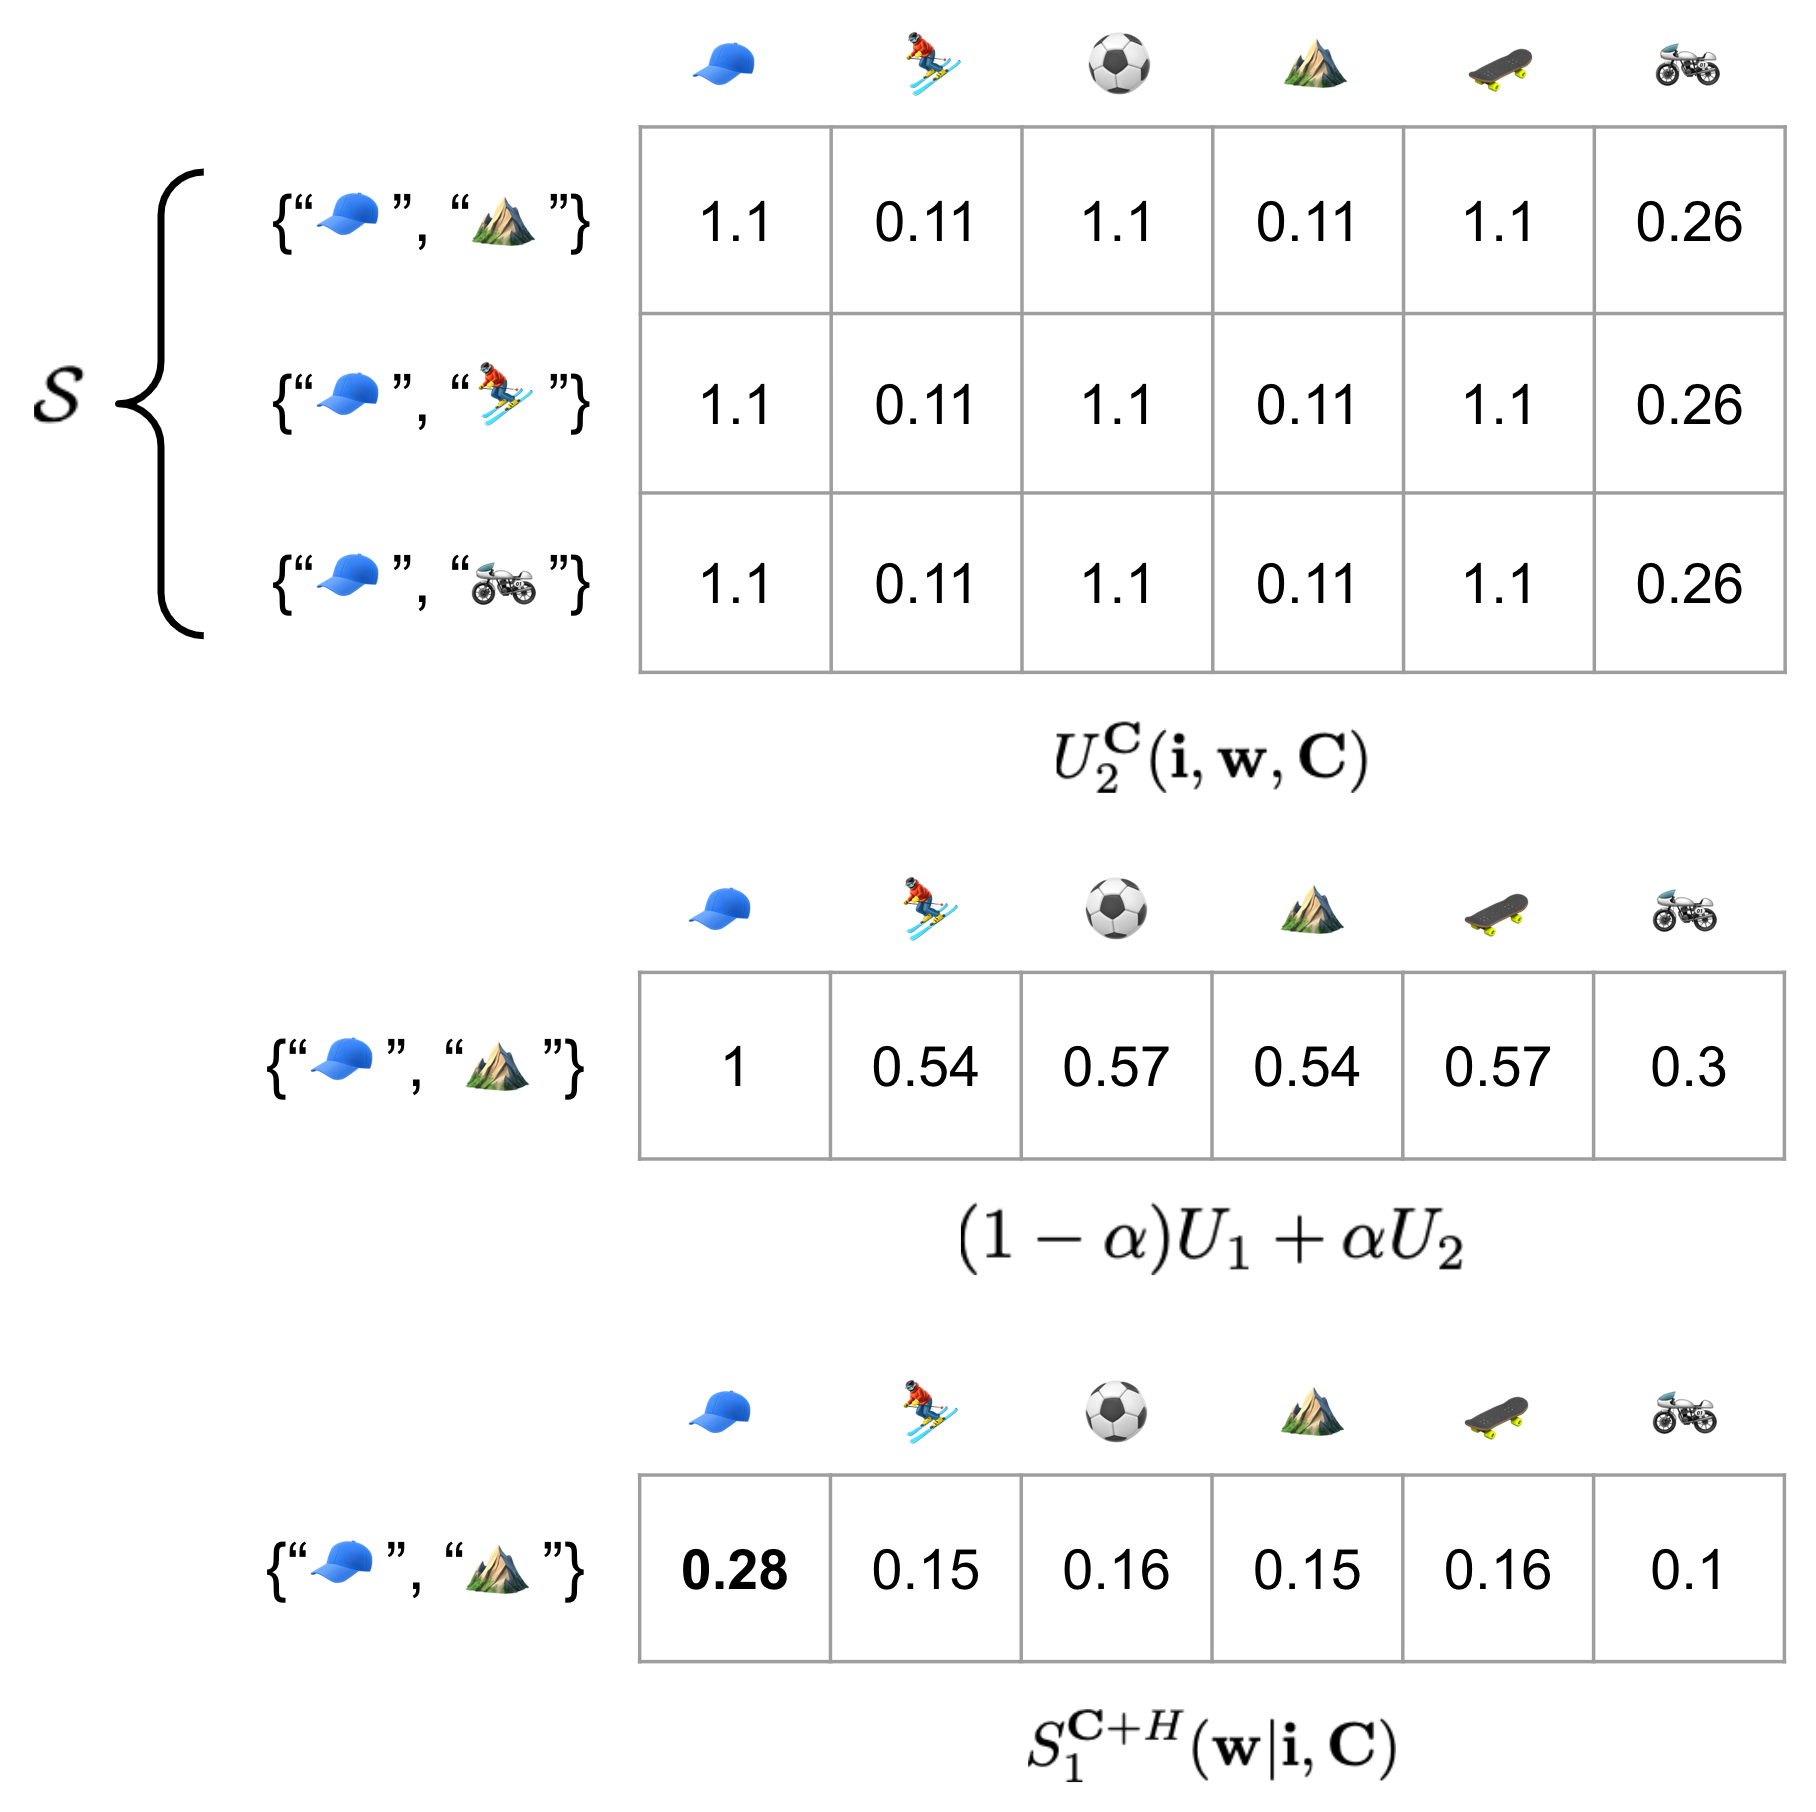 {“🧢”, “⛰️”} 1.1 0.11 1.1 0.11 1.1 0.26
𝒮 {“🧢”, “⛷️”} 1.1 0.11 1.1 0.11 1.1 0.26
{“🧢”, “🏍️”} 1.1 0.11 1.1 0.11 1.1 0.26
U₂^C(i, w, C)
{“🧢”, “⛰️”} 1 0.54 0.57 0.54 0.57 0.3
(1 − α)U₁ + αU₂
{“🧢”, “⛰️”} 0.28 0.15 0.16 0.15 0.16 0.1
S₁^{C+H}(w|i, C)